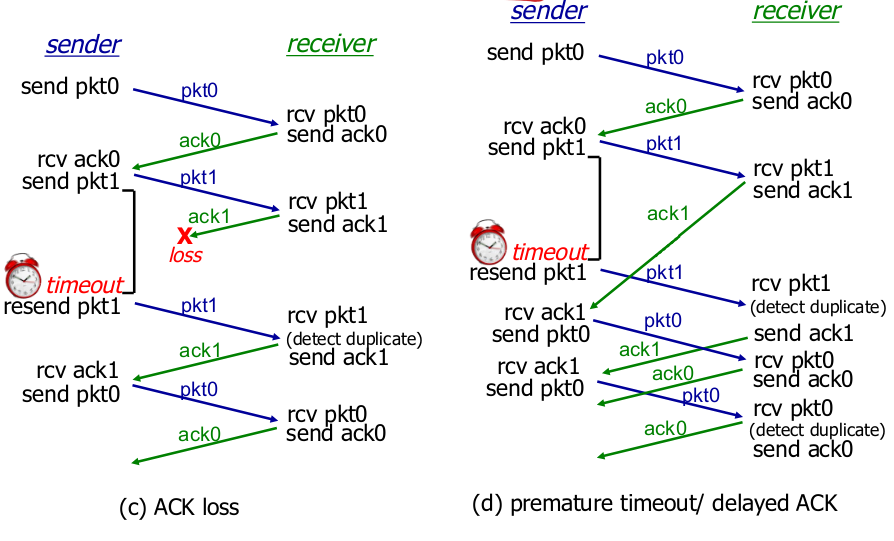 sender
receiver
send pkt0
pkt0
rcv pkt0
send ack0
ack0
rcv ack0
send pkt1
pkt1
rcv pkt1
send ack1
ack1
X
loss
timeout
resend pkt1
pkt1
rcv pkt1
(detect duplicate)
send ack1
ack1
rcv ack1
send pkt0
pkt0
rcv pkt0
send ack0
ack0
(c) ACK loss
sender
receiver
send pkt0
pkt0
rcv pkt0
send ack0
ack0
rcv ack0
send pkt1
pkt1
rcv pkt1
send ack1
ack1
timeout
resend pkt1
pkt1
rcv pkt1
(detect duplicate)
rcv ack1
send pkt0
pkt0
send ack1
ack1
rcv pkt0
send ack0
rcv ack1
send pkt0
ack0
pkt0
rcv pkt0
(detect duplicate)
send ack0
ack0
(d) premature timeout/ delayed ACK